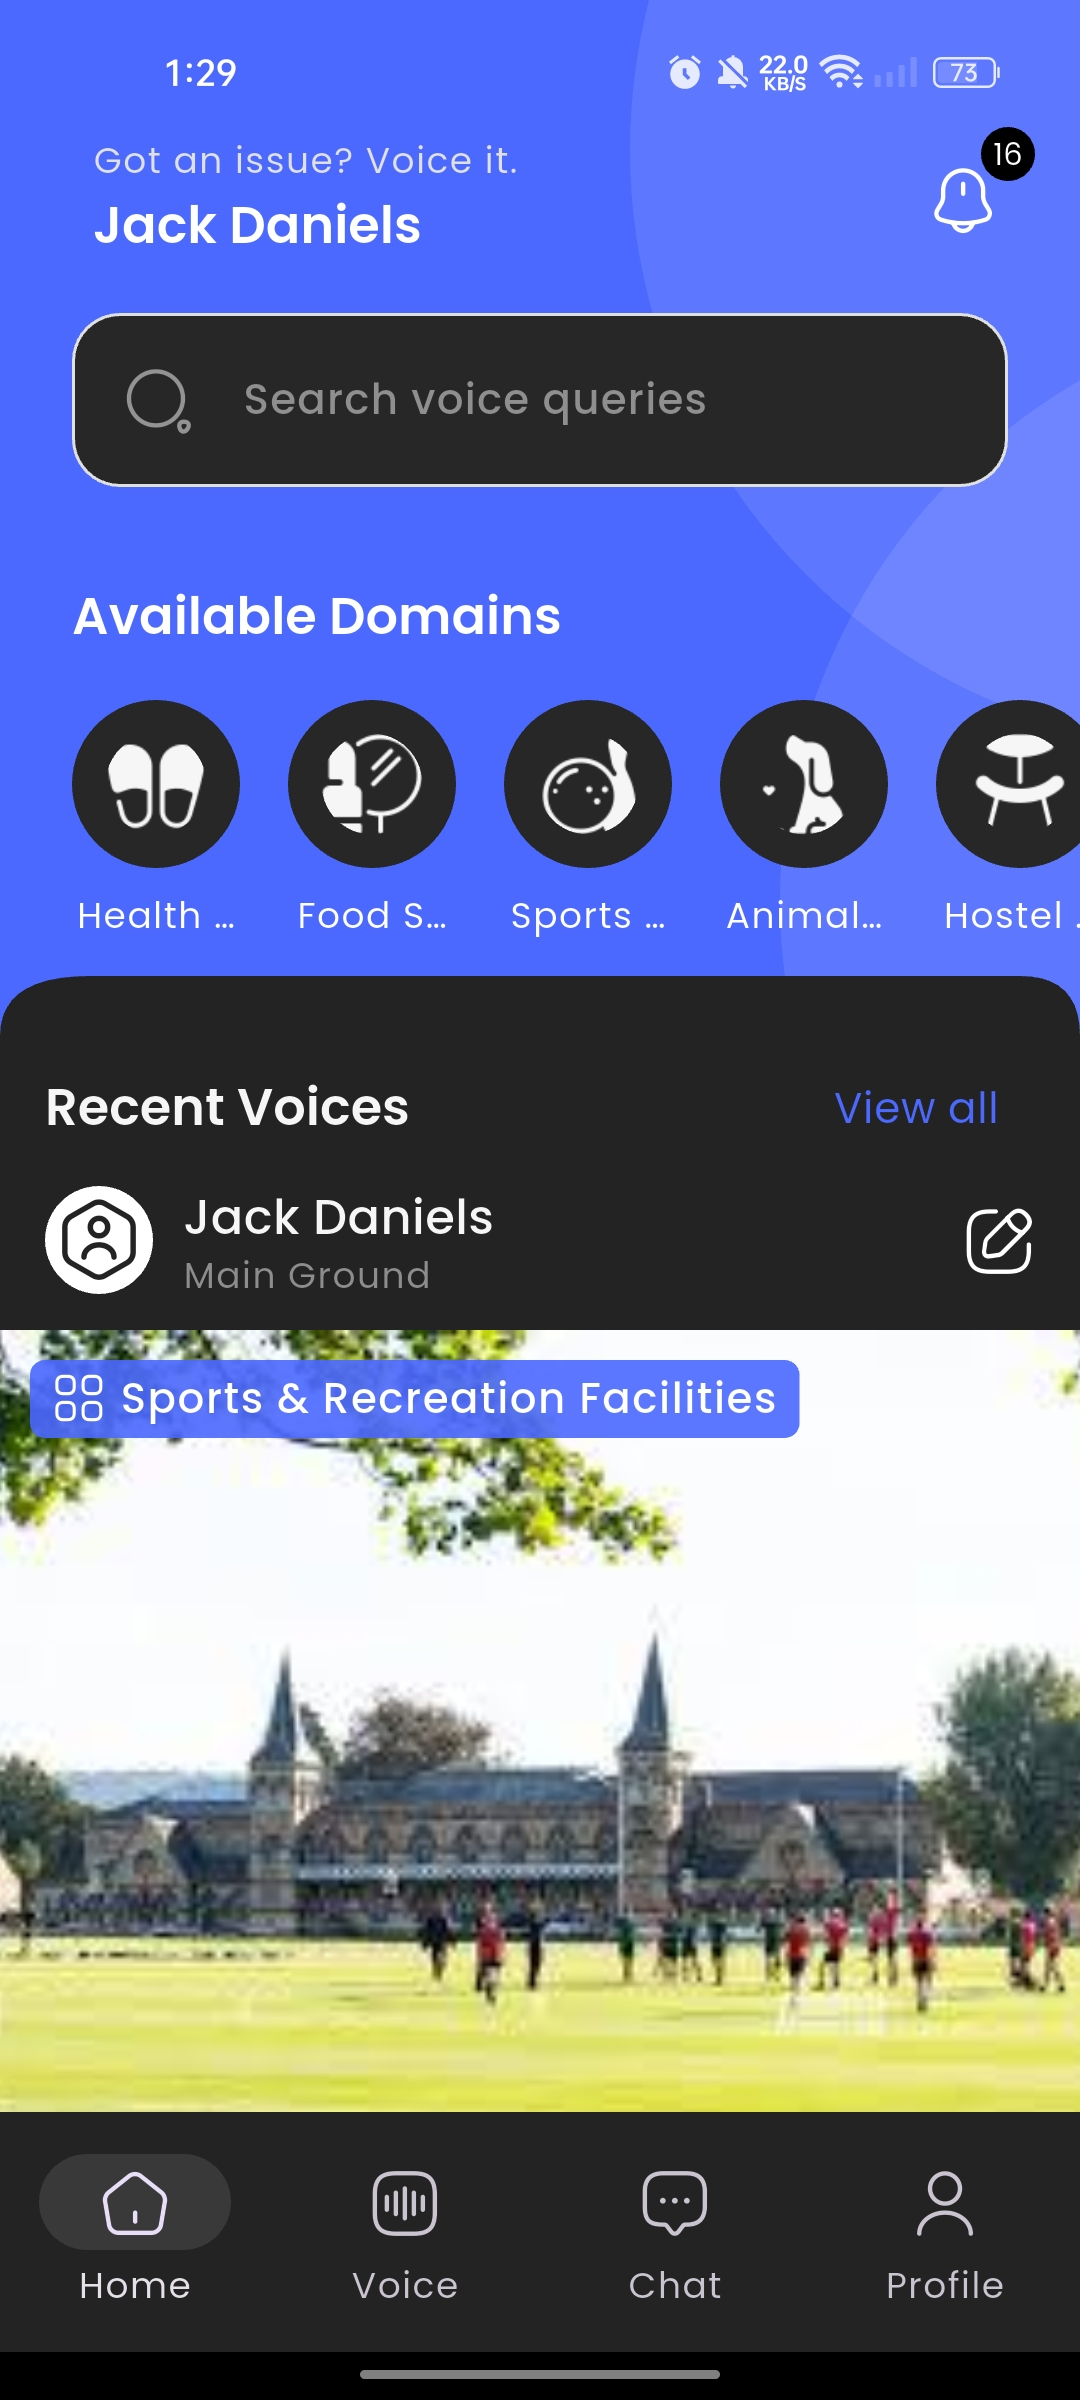 1:29
22.0
KB/S
73
Got an issue? Voice it.
16
Jack Daniels
Search voice queries
Available Domains
Health ...
Food S...
Sports ...
Animal...
Hostel .
Recent Voices
View all
Jack Daniels
Main Ground
Sports & Recreation Facilities
Home
Voice
Chat
Profile